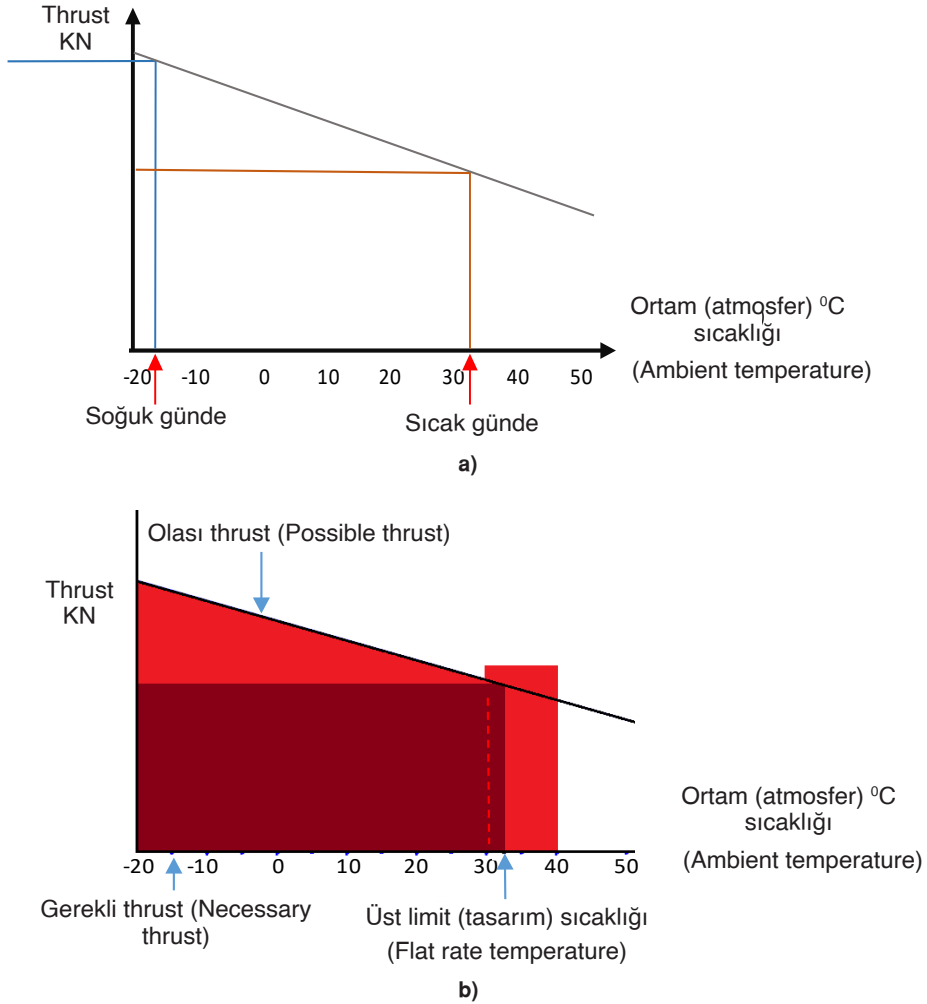 Thrust
KN
Ortam (atmosfer) ⁰C
sıcaklığı
(Ambient temperature)
-20 -10 0 10 20 30 40 50
Soğuk günde
Sıcak günde
a)
Olası thrust (Possible thrust)
Thrust
KN
Ortam (atmosfer) ⁰C
sıcaklığı
(Ambient temperature)
-20 -10 0 10 20 30 40 50
Gerekli thrust (Necessary
thrust)
Üst limit (tasarım) sıcaklığı
(Flat rate temperature)
b)